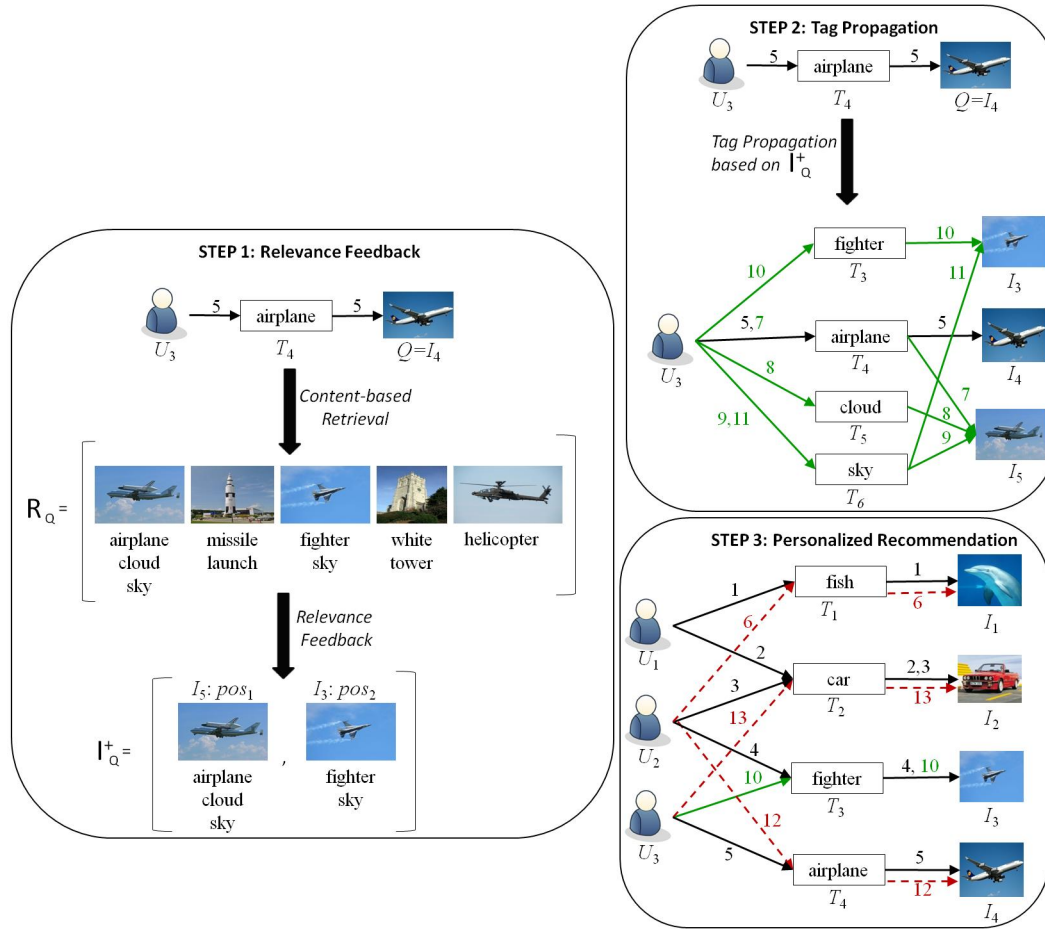 STEP 1: Relevance Feedback
5
airplane
5
U3
T4
Q=I4
Content-based
Retrieval
RQ =
airplane
cloud
sky
missile
launch
fighter
sky
white
tower
helicopter
Relevance
Feedback
I5: pos1
I3: pos2
I+Q =
airplane
cloud
sky
,
fighter
sky
STEP 2: Tag Propagation
5
airplane
5
U3
T4
Q=I4
Tag Propagation
based on I+Q
fighter
10
T3
10
11
I3
5,7
airplane
5
U3
T4
I4
8
7
cloud
8
T5
9,11
9
sky
I5
T6
STEP 3: Personalized Recommendation
1
fish
1
6
T1
6
I1
U1
2
3
car
2,3
13
T2
13
I2
U2
4
10
fighter
4, 10
T3
I3
12
U3
5
airplane
5
12
T4
I4